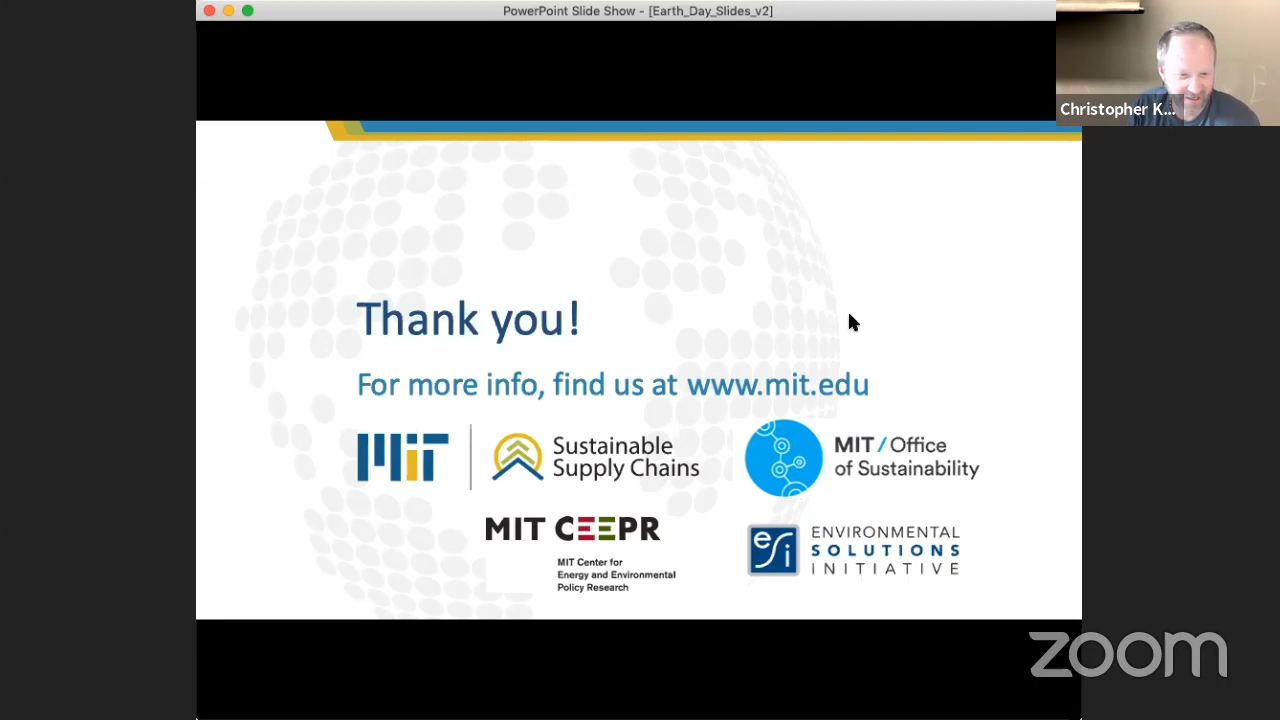 PowerPoint Slide Show - [Earth_Day_Slides_v2]
Christopher K...
Thank you!
For more info, find us at www.mit.edu
MIT
Sustainable
Supply Chains
MIT / Office
of Sustainability
MIT CEEPR
MIT Center for
Energy and Environmental
Policy Research
esi
ENVIRONMENTAL
SOLUTIONS
INITIATIVE
zoom